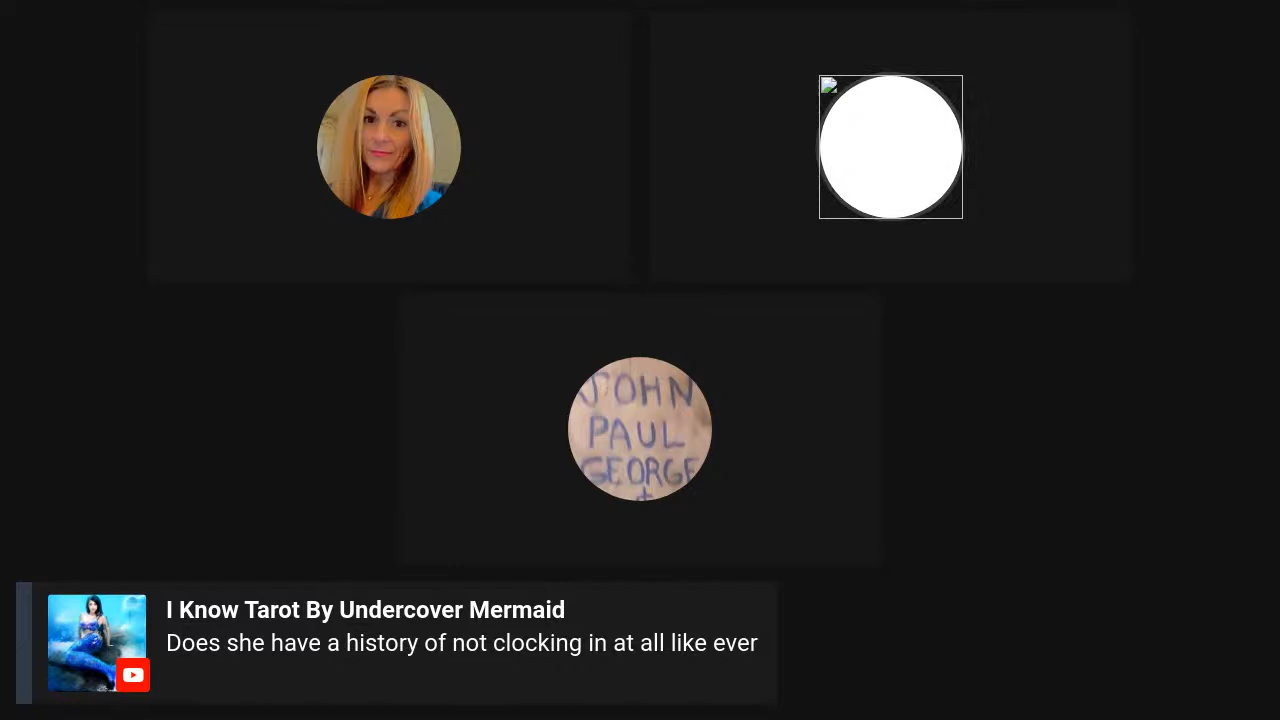 JOHN
PAUL
GEORGE
+
I Know Tarot By Undercover Mermaid
Does she have a history of not clocking in at all like ever